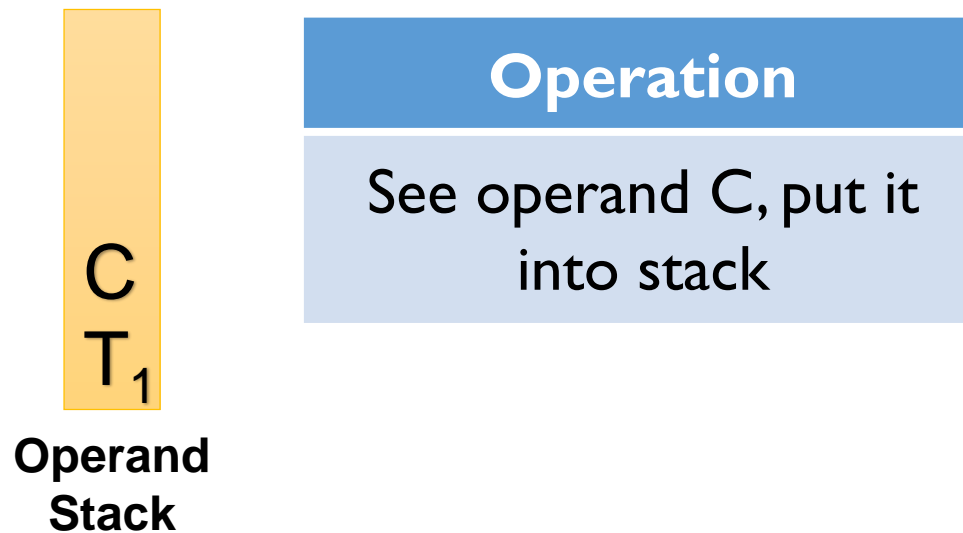 C
T₁
Operand
Stack
Operation
See operand C, put it
into stack